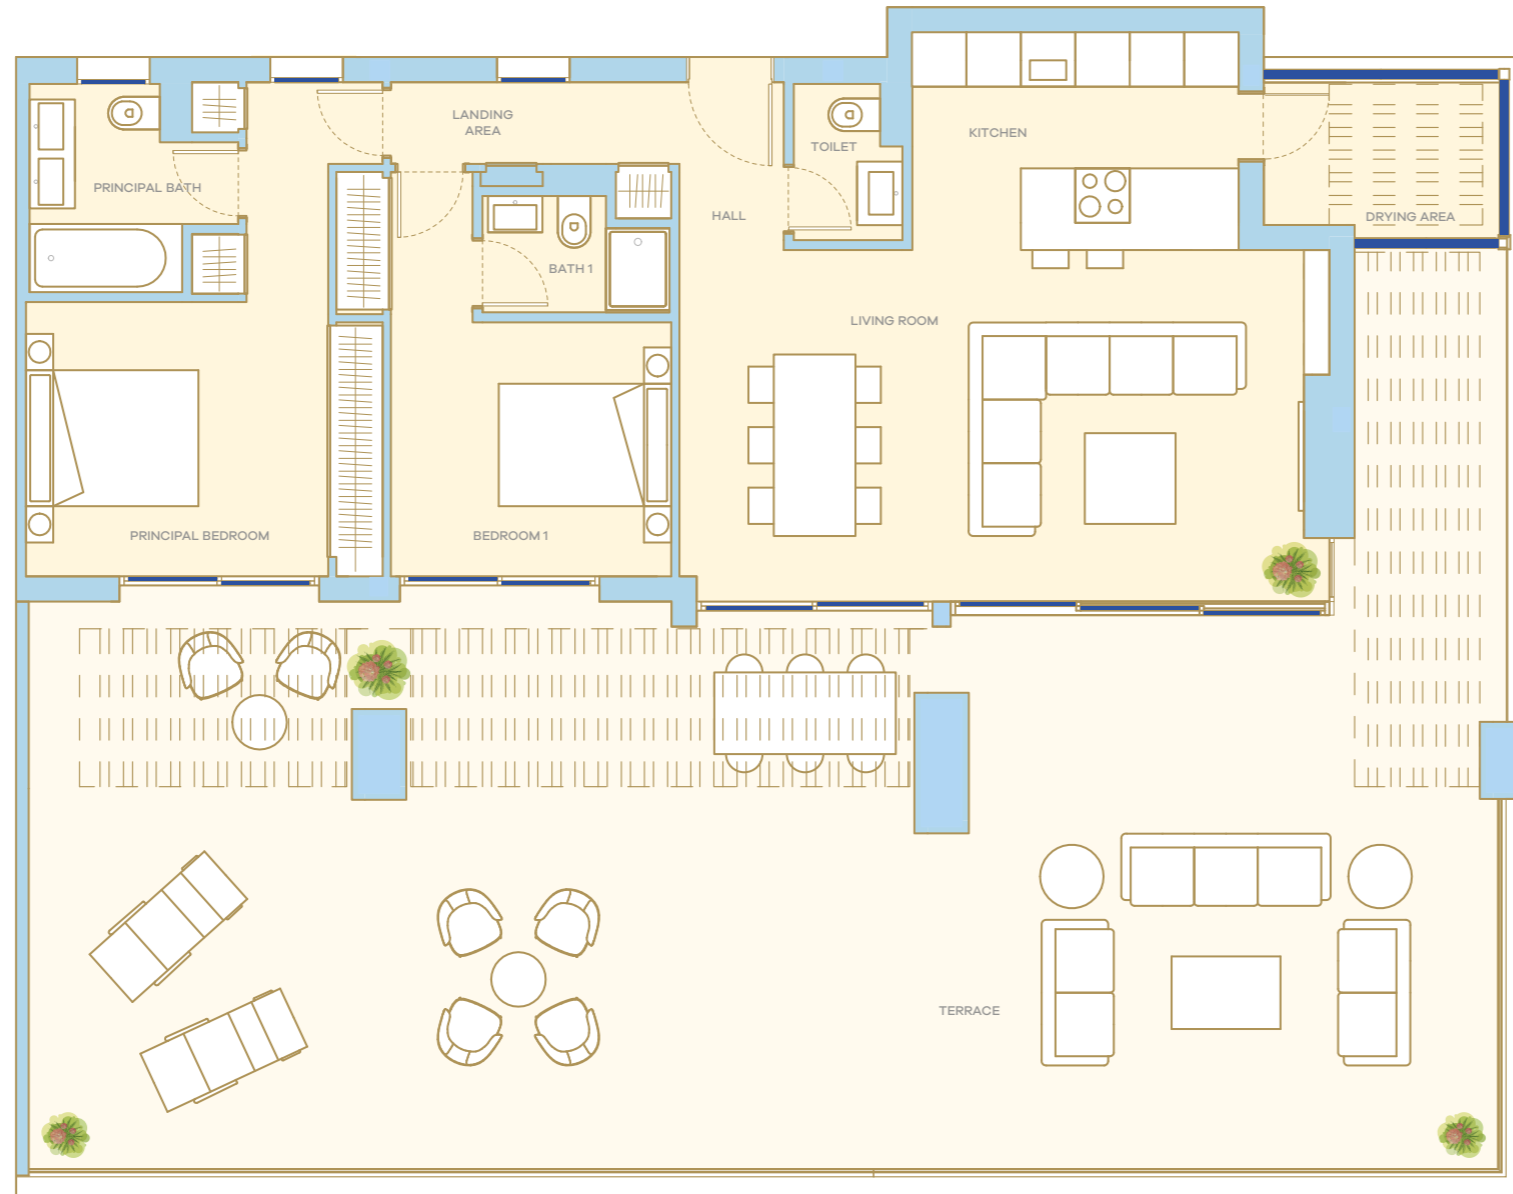 LANDING
AREA
KITCHEN
TOILET
PRINCIPAL BATH
HALL
DRYING AREA
BATH 1
LIVING ROOM
PRINCIPAL BEDROOM
BEDROOM 1
TERRACE